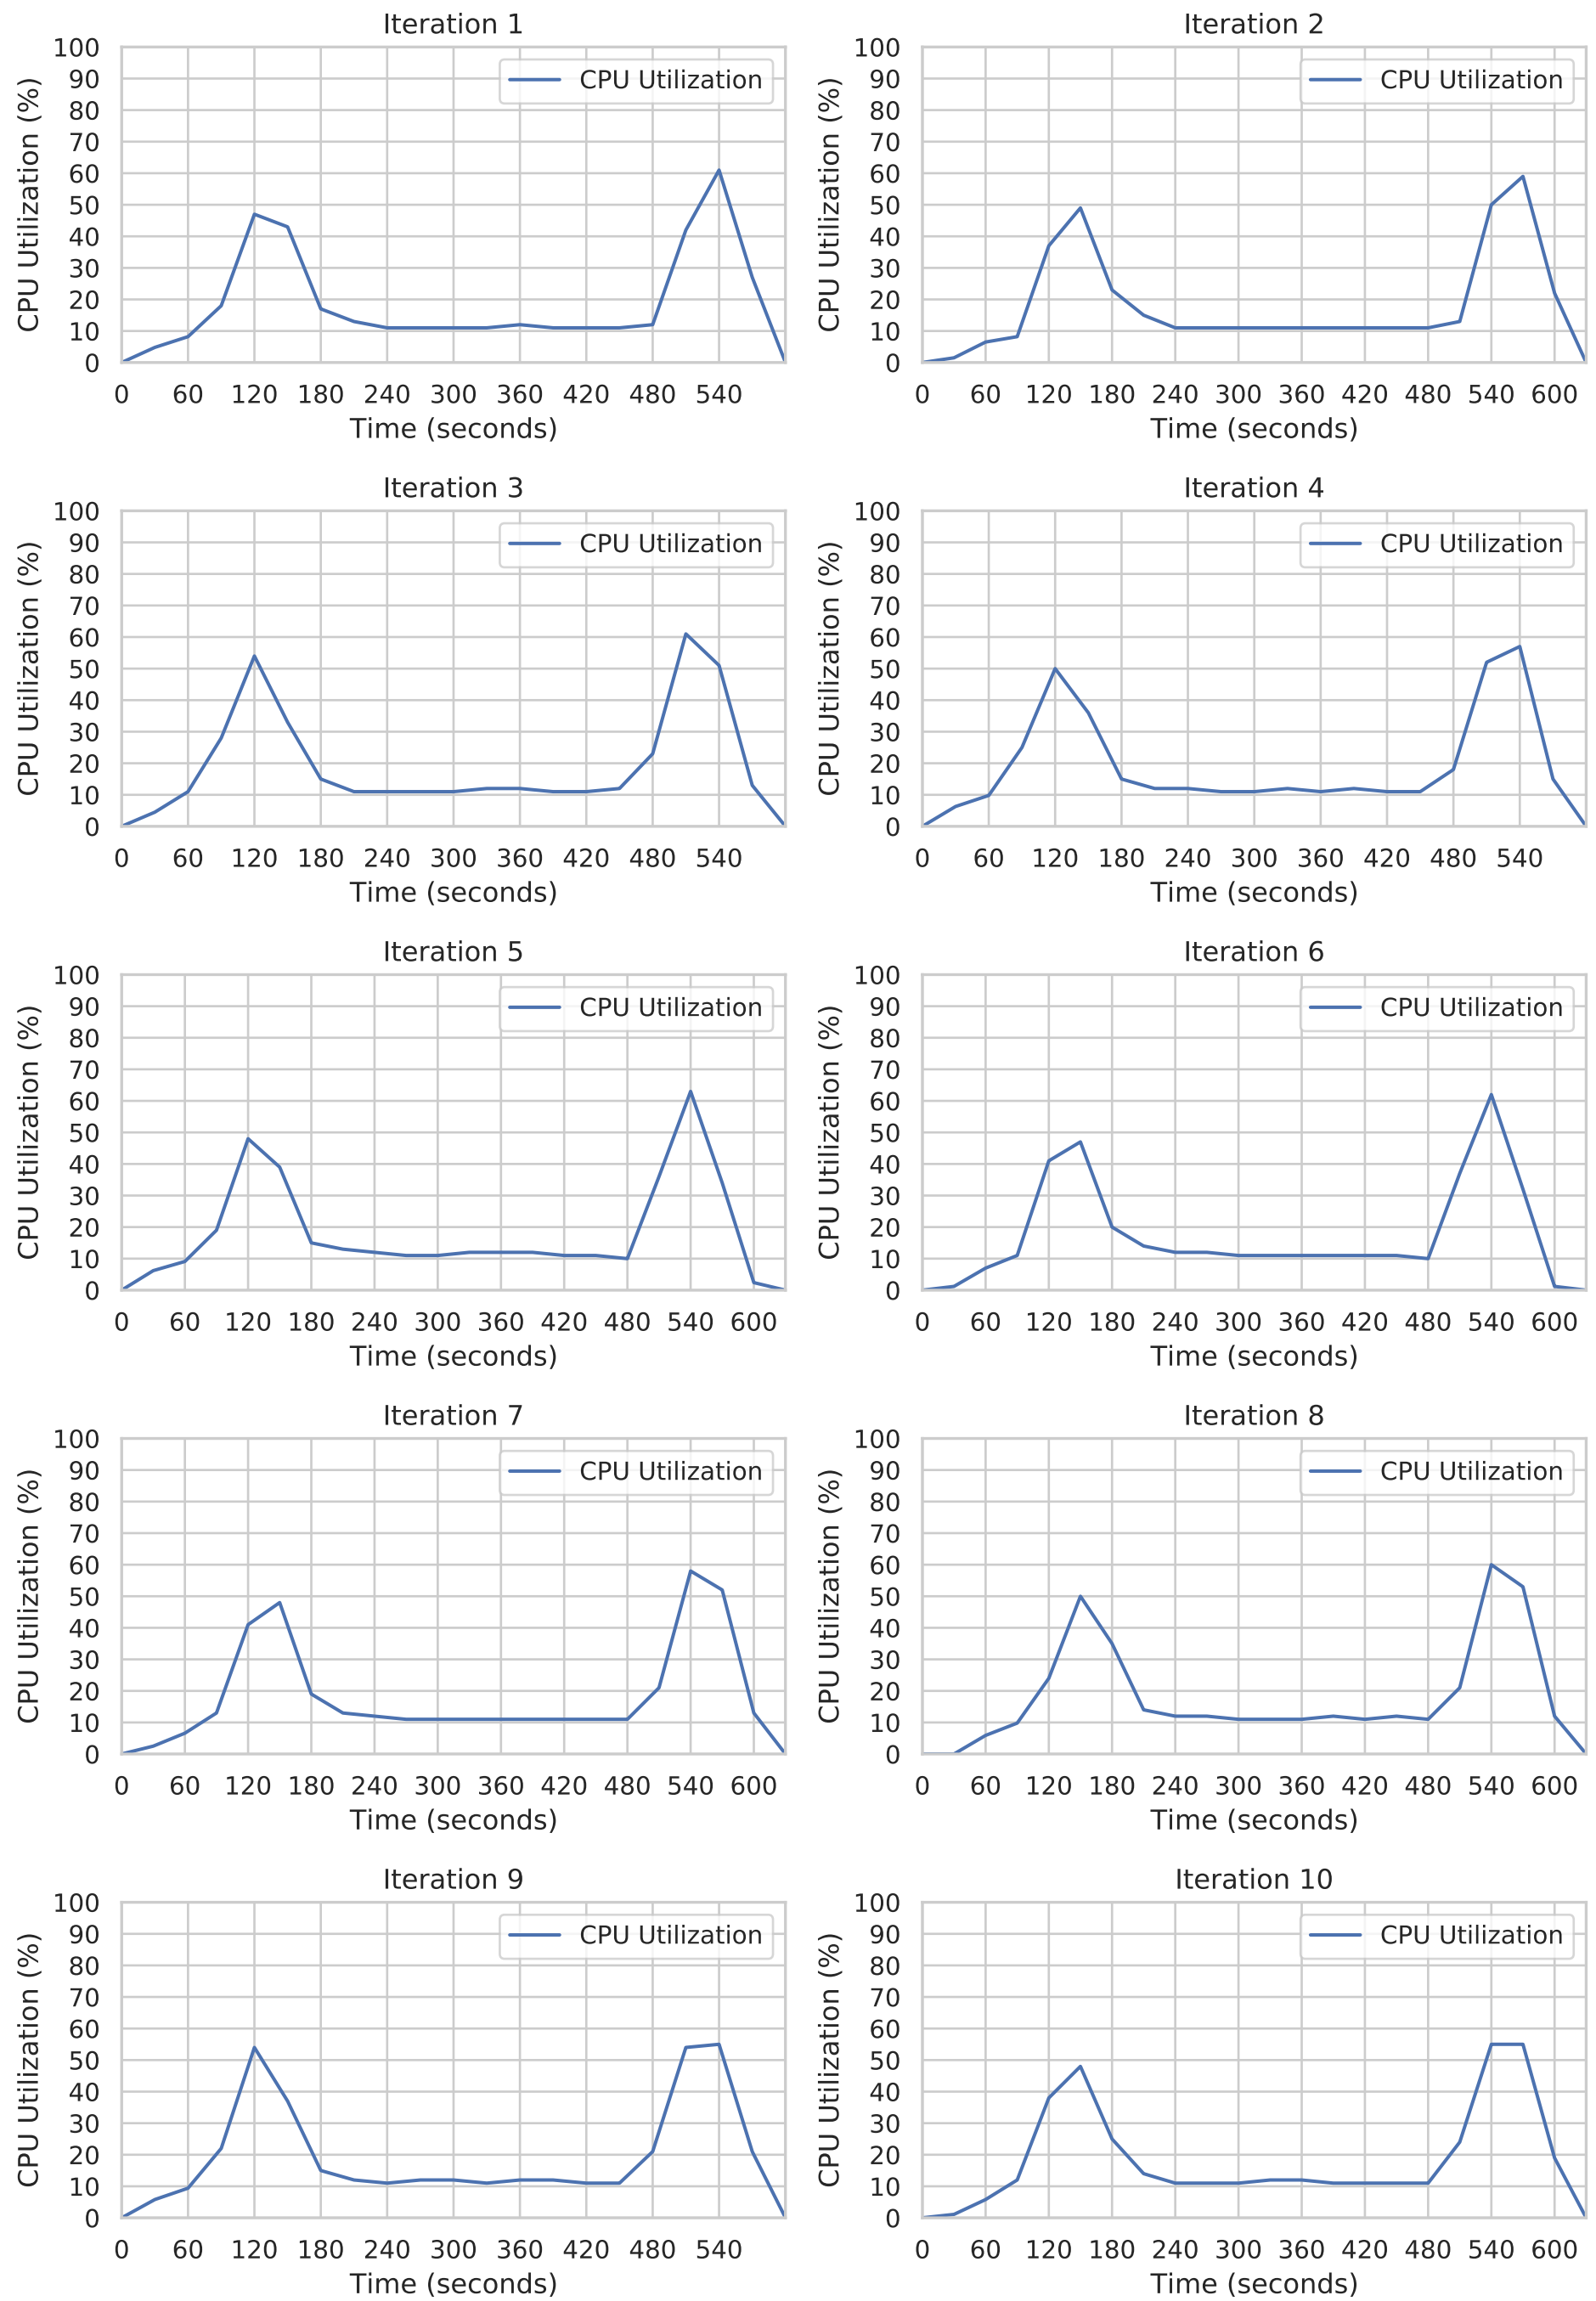 Iteration 1
CPU Utilization (%)
100
90
80
70
60
50
40
30
20
10
0
CPU Utilization
0 60 120 180 240 300 360 420 480 540
Time (seconds)
Iteration 2
CPU Utilization (%)
100
90
80
70
60
50
40
30
20
10
0
CPU Utilization
0 60 120 180 240 300 360 420 480 540 600
Time (seconds)
Iteration 3
CPU Utilization (%)
100
90
80
70
60
50
40
30
20
10
0
CPU Utilization
0 60 120 180 240 300 360 420 480 540
Time (seconds)
Iteration 4
CPU Utilization (%)
100
90
80
70
60
50
40
30
20
10
0
CPU Utilization
0 60 120 180 240 300 360 420 480 540
Time (seconds)
Iteration 5
CPU Utilization (%)
100
90
80
70
60
50
40
30
20
10
0
CPU Utilization
0 60 120 180 240 300 360 420 480 540 600
Time (seconds)
Iteration 6
CPU Utilization (%)
100
90
80
70
60
50
40
30
20
10
0
CPU Utilization
0 60 120 180 240 300 360 420 480 540 600
Time (seconds)
Iteration 7
CPU Utilization (%)
100
90
80
70
60
50
40
30
20
10
0
CPU Utilization
0 60 120 180 240 300 360 420 480 540 600
Time (seconds)
Iteration 8
CPU Utilization (%)
100
90
80
70
60
50
40
30
20
10
0
CPU Utilization
0 60 120 180 240 300 360 420 480 540 600
Time (seconds)
Iteration 9
CPU Utilization (%)
100
90
80
70
60
50
40
30
20
10
0
CPU Utilization
0 60 120 180 240 300 360 420 480 540
Time (seconds)
Iteration 10
CPU Utilization (%)
100
90
80
70
60
50
40
30
20
10
0
CPU Utilization
0 60 120 180 240 300 360 420 480 540 600
Time (seconds)